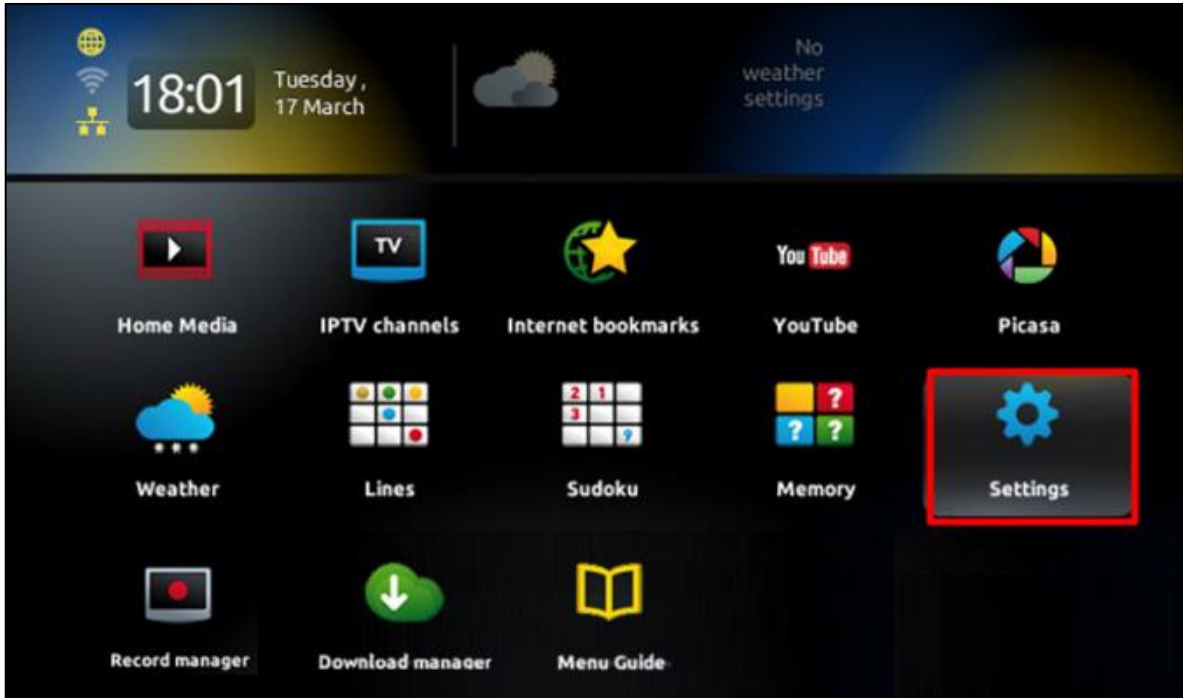 18:01
Tuesday,
17 March
No
weather
settings
TV
You Tube
Home Media
IPTV channels
Internet bookmarks
YouTube
Picasa
?
2 1
3
? ?
9
Weather
Lines
Sudoku
Memory
Settings
Record manager
Download manager
Menu Guide